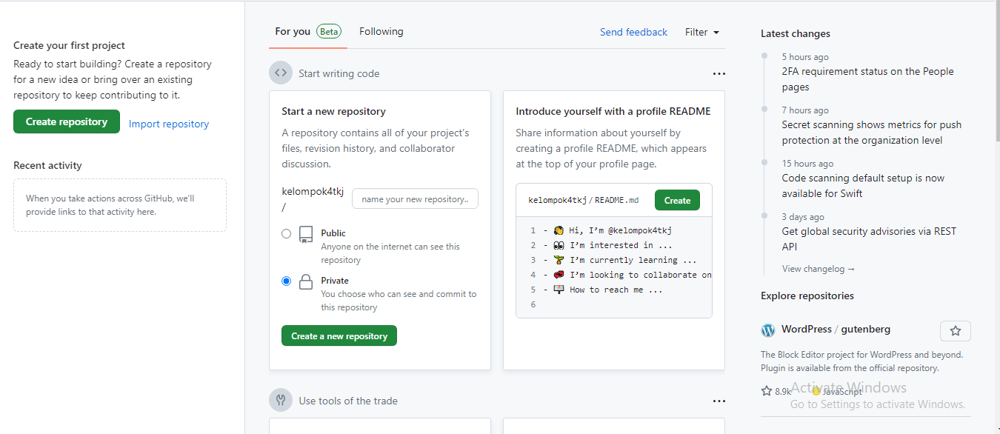 Create your first project
Ready to start building? Create a repository
for a new idea or bring over an existing
repository to keep contributing to it.
Create repository
Import repository
Recent activity
When you take actions across GitHub, we'll
provide links to that activity here.
For you Beta
Following
Send feedback
Filter
Start writing code
Start a new repository
A repository contains all of your project's
files, revision history, and collaborator
discussion.
kelompok4tkj
/
name your new repository..
Public
Anyone on the internet can see this
repository
Private
You choose who can see and commit to
this repository
Create a new repository
Introduce yourself with a profile README
Share information about yourself by
creating a profile README, which appears
at the top of your profile page.
kelompok4tkj/README.md
Create
1 - 👋 Hi, I'm @kelompok4tkj
2 - 👀 I'm interested in ...
3 - 🌱 I'm currently learning ...
4 - 💞️ I'm looking to collaborate on
5 - 📫 How to reach me ...
6
Use tools of the trade
Latest changes
5 hours ago
2FA requirement status on the People
pages
7 hours ago
Secret scanning shows metrics for push
protection at the organization level
15 hours ago
Code scanning default setup is now
available for Swift
3 days ago
Get global security advisories via REST
API
View changelog →
Explore repositories
WordPress / gutenberg
The Block Editor project for WordPress and beyond.
Plugin is available from the official repository.
8.9k
JavaScript
Activate Windows
Go to Settings to activate Windows.